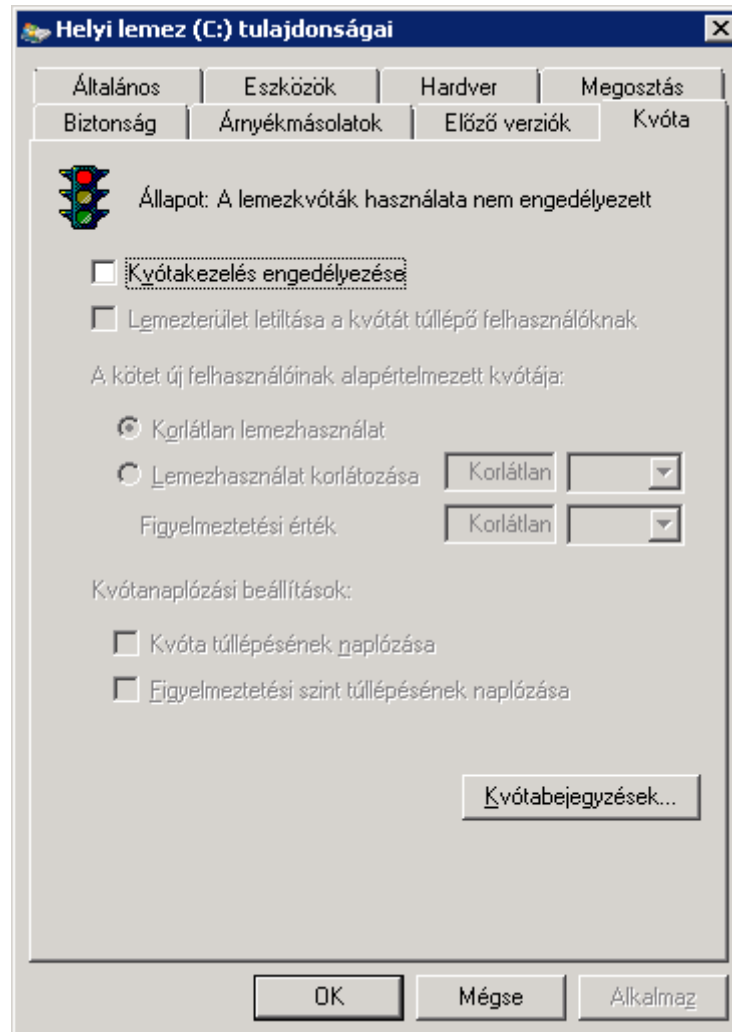 Helyi lemez (C:) tulajdonságai
Általános Eszközök Hardver Megosztás
Biztonság Árnyékmásolatok Előző verziók Kvóta
Állapot: A lemezkvóták használata nem engedélyezett
Kvótakezelés engedélyezése
Lemezterület letiltása a kvótát túllépő felhasználóknak
A kötet új felhasználóinak alapértelmezett kvótája:
Korlátlan lemezhasználat
Lemezhasználat korlátozása Korlátlan
Figyelmeztetési érték Korlátlan
Kvótanaplózási beállítások:
Kvóta túllépésének naplózása
Figyelmeztetési szint túllépésének naplózása
Kvótabejegyzések...
OK Mégse Alkalmaz